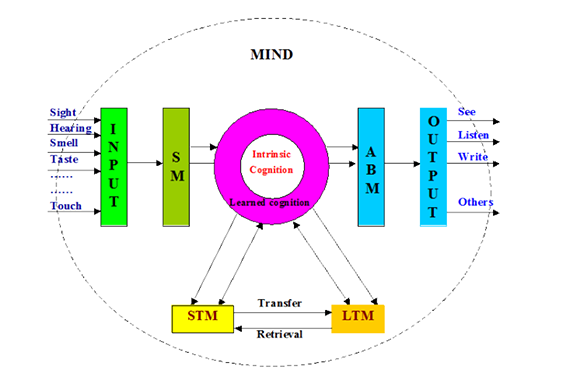 MIND
Sight
Hearing
Smell
Taste
......
......
Touch
INPUT
SM
Intrinsic
Cognition
Learned cognition
ABM
OUTPUT
See
Listen
Write
Others
STM
Transfer
Retrieval
LTM